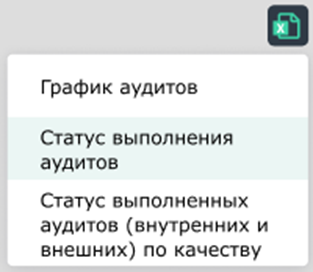 График аудитов
Статус выполнения
аудитов
Статус выполненных
аудитов (внутренних и
внешних) по качеству